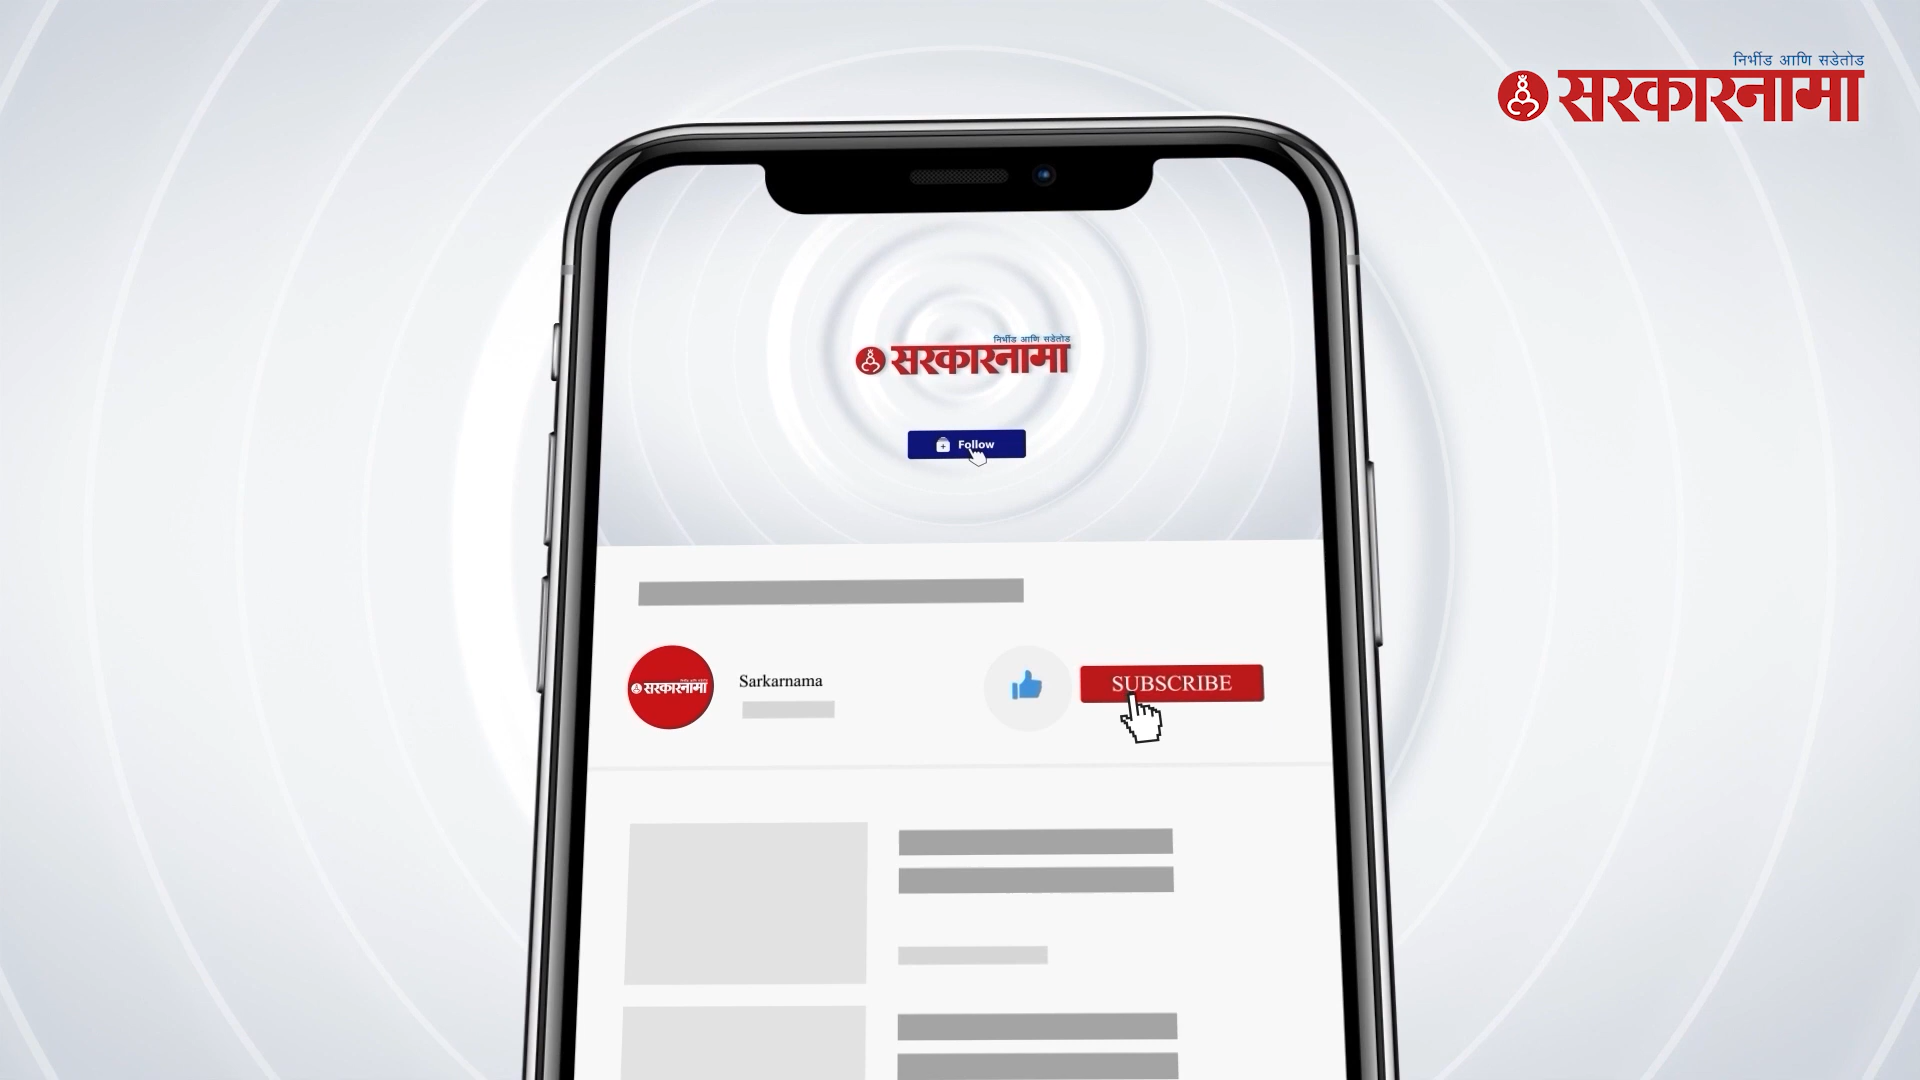 निर्भीड आणि सडेतोड
सरकारनामा
निर्भीड आणि सडेतोड
सरकारनामा
Follow
सरकारनामा
Sarkarnama
SUBSCRIBE